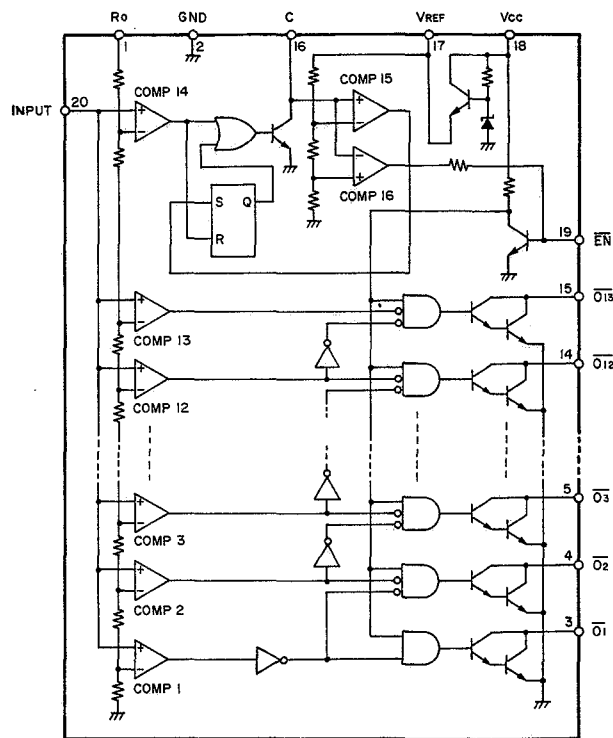 Ro GND C VREF Vcc
1 2 16 17 18
INPUT 20
COMP 14
COMP 15
COMP 16
S Q
R
19 EN
COMP 13
15 O13
COMP 12
14 O12
COMP 3
5 O3
COMP 2
4 O2
COMP 1
3 O1